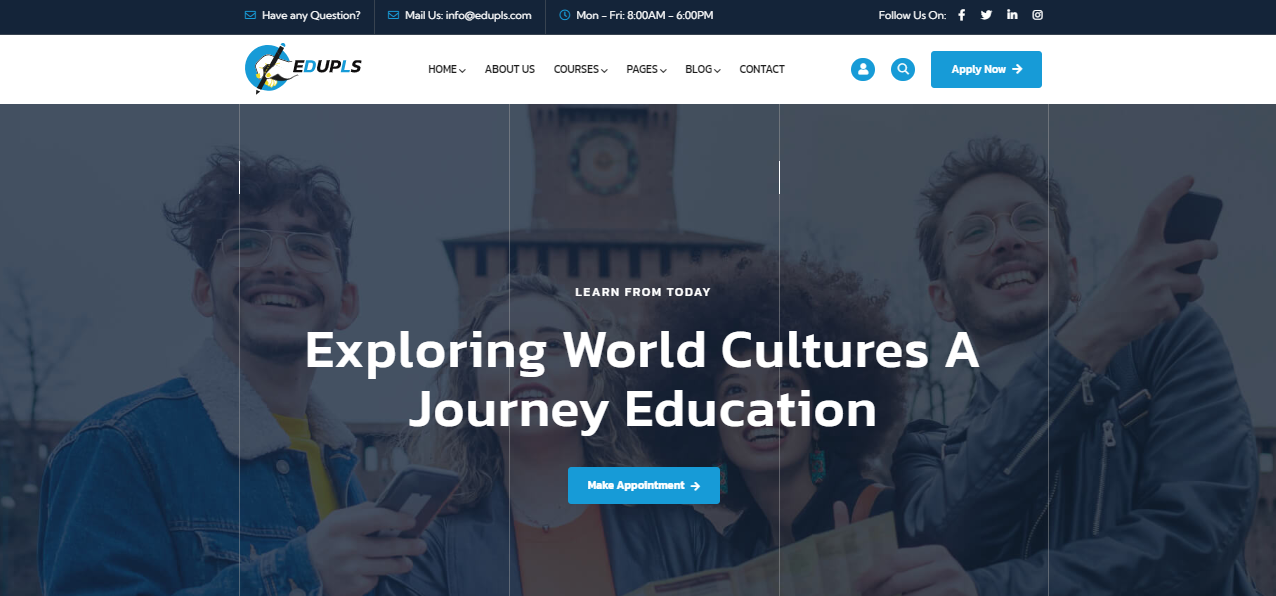 Have any Question?
Mail Us: info@edupls.com
Mon - Fri: 8:00AM - 6:00PM
Follow Us On:
EDUPLS
HOME
ABOUT US
COURSES
PAGES
BLOG
CONTACT
Apply Now
LEARN FROM TODAY
Exploring World Cultures A
Journey Education
Make Appointment